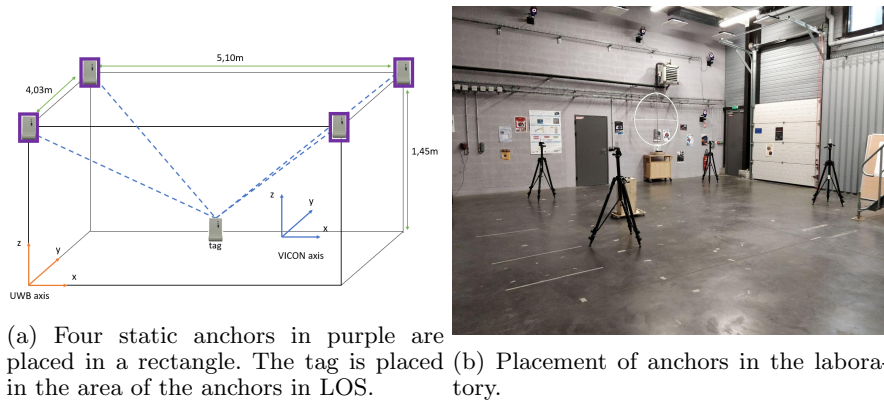 5,10m
4,03m
1,45m
z
y
x
tag
VICON axis
z
y
x
UWB axis
(a) Four static anchors in purple are
placed in a rectangle. The tag is placed
in the area of the anchors in LOS.
(b) Placement of anchors in the labora-
tory.